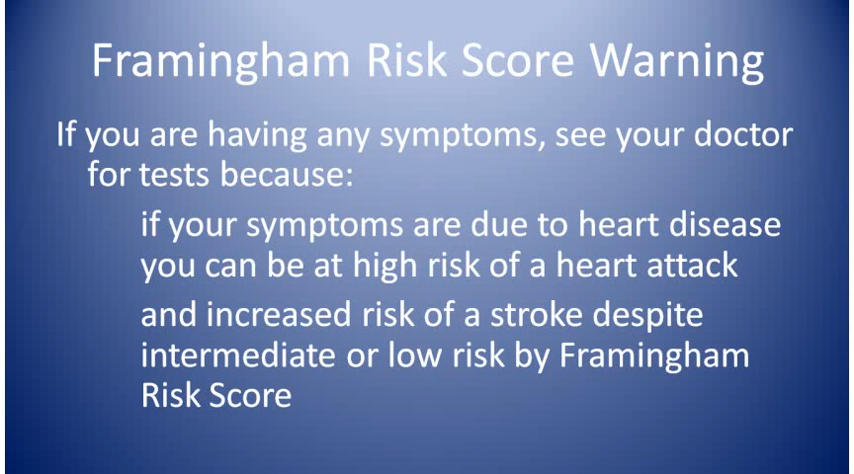 Framingham Risk Score Warning
If you are having any symptoms, see your doctor
for tests because:
if your symptoms are due to heart disease
you can be at high risk of a heart attack
and increased risk of a stroke despite
intermediate or low risk by Framingham
Risk Score